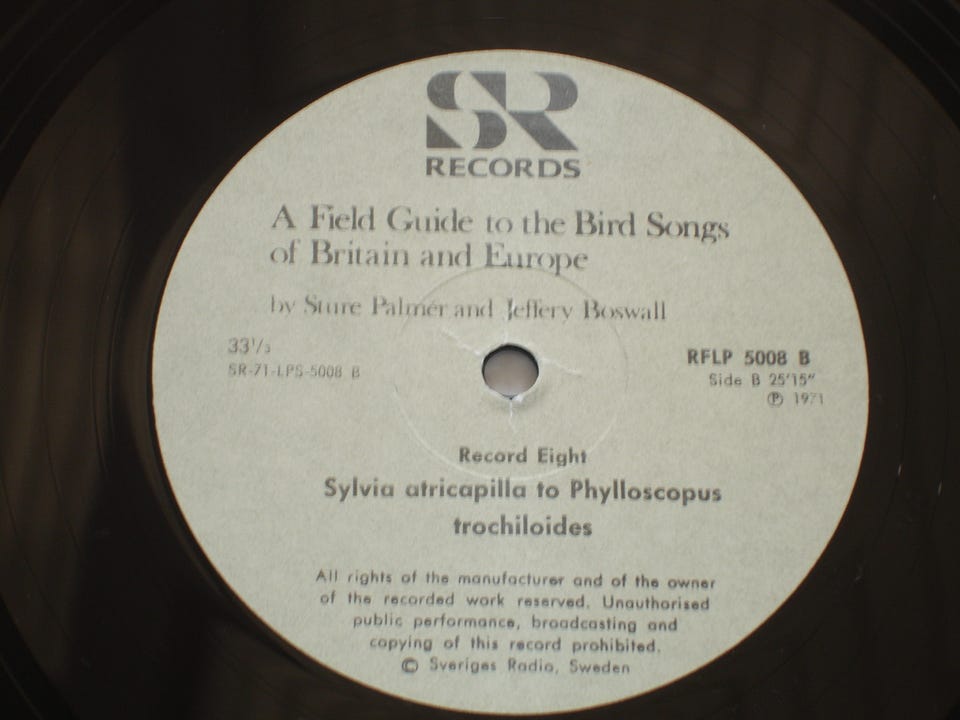 SR
RECORDS
A Field Guide to the Bird Songs
of Britain and Europe
by Sture Palmér and Jeffery Boswall
33⅓
SR-71-LPS-5008 B
RFLP 5008 B
Side B 25'15"
℗ 1971
Record Eight
Sylvia atricapilla to Phylloscopus
trochiloides
All rights of the manufacturer and of the owner
of the recorded work reserved. Unauthorised
public performance, broadcasting and
copying of this record prohibited.
© Sveriges Radio, Sweden